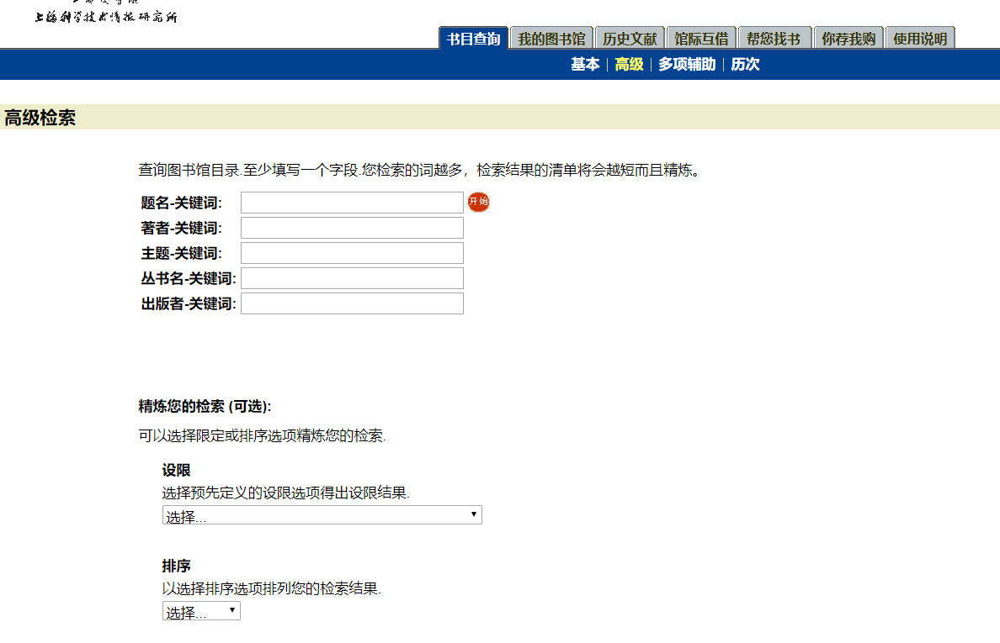 上海科学技术情报研究所
书目查询 我的图书馆 历史文献 馆际互借 帮您找书 你荐我购 使用说明
基本 | 高级 | 多项辅助 | 历次
高级检索
查询图书馆目录.至少填写一个字段.您检索的词越多，检索结果的清单将会越短而且精炼。
题名-关键词: 开始
著者-关键词:
主题-关键词:
丛书名-关键词:
出版者-关键词:
精炼您的检索 (可选):
可以选择限定或排序选项精炼您的检索.
设限
选择预先定义的设限选项得出设限结果.
选择...
排序
以选择排序选项排列您的检索结果.
选择...